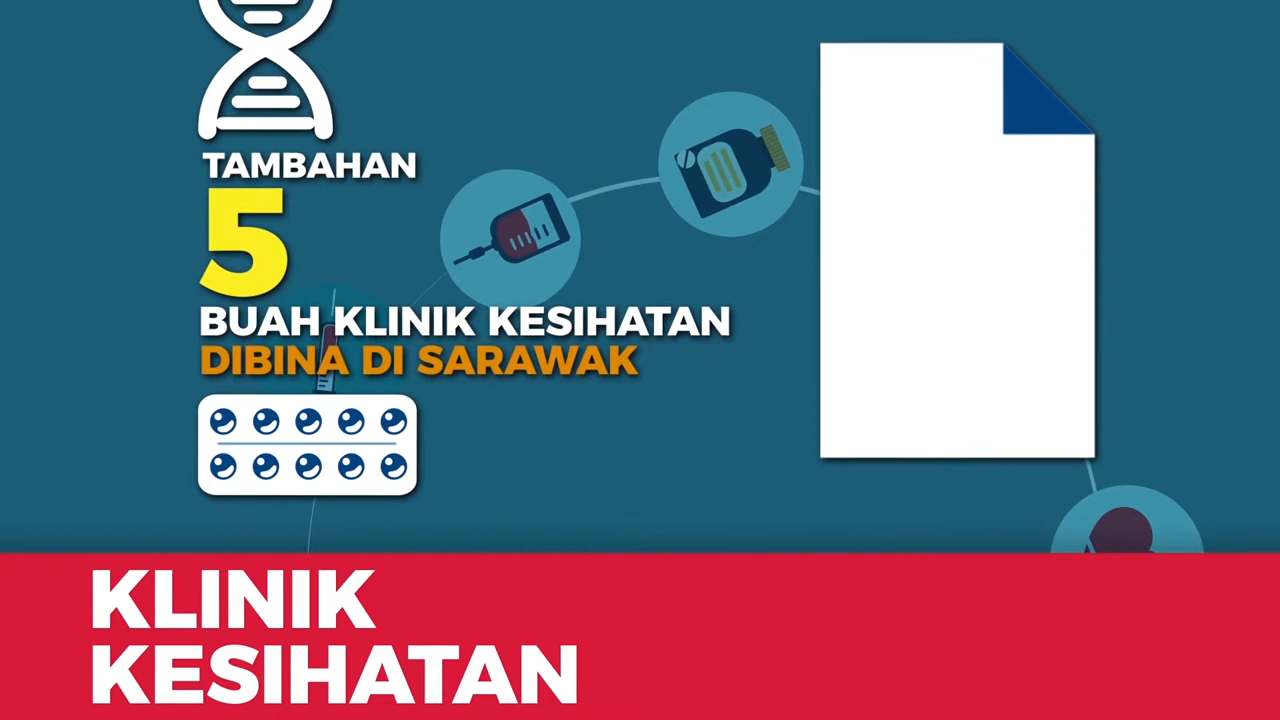 TAMBAHAN
5
BUAH KLINIK KESIHATAN
DIBINA DI SARAWAK
KLINIK
KESIHATAN